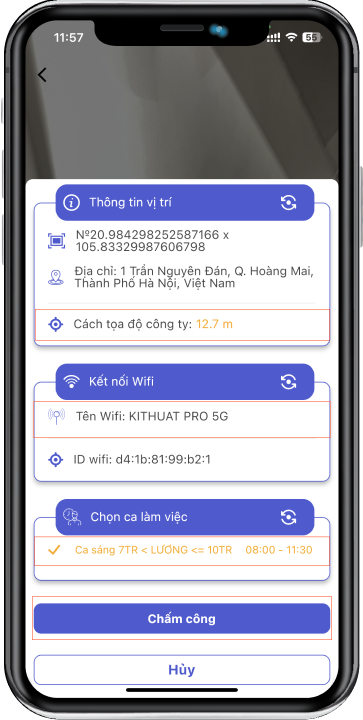 11:57
55
Thông tin vị trí
Nº20.984298252587166 x
105.83329987606798
Địa chỉ: 1 Trần Nguyên Đán, Q. Hoàng Mai,
Thành Phố Hà Nội, Việt Nam
Cách tọa độ công ty: 12.7 m
Kết nối Wifi
Tên Wifi: KITHUAT PRO 5G
ID wifi: d4:1b:81:99:b2:1
Chọn ca làm việc
Ca sáng 7TR < LƯƠNG <= 10TR 08:00 - 11:30
Chấm công
Hủy